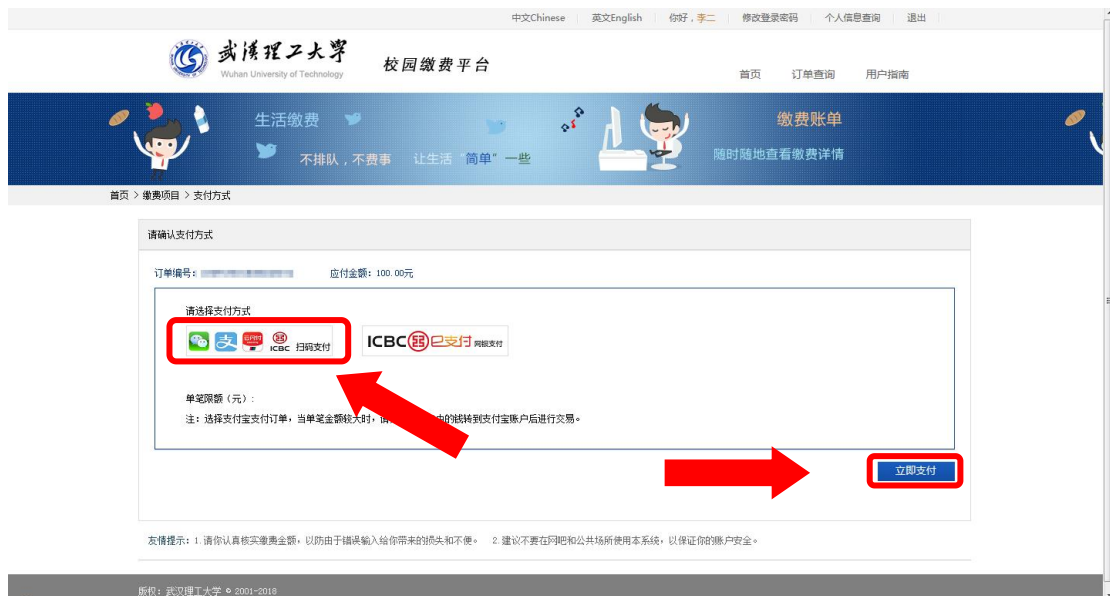 中文Chinese 英文English 你好，李二 修改登录密码 个人信息查询 退出
武汉理工大学 校园缴费平台
Wuhan University of Technology
首页 订单查询 用户指南
生活缴费 缴费账单
不排队，不费事 让生活“简单”一些 随时随地查看缴费详情
首页 > 缴费项目 > 支付方式
请确认支付方式
订单编号： 应付金额：100.00元
请选择支付方式
支 ICBC 扫码支付 ICBC 已支付 网银支付
单笔限额（元）：
注：选择支付宝支付订单，当单笔金额较大时，
的钱转到支付宝账户后进行交易。
立即支付
友情提示：1.请你认真核实缴费金额，以防由于错误输入给你带来的损失和不便。 2.建议不要在网吧和公共场所使用本系统，以保证你的账户安全。
版权：武汉理工大学 © 2001-2018